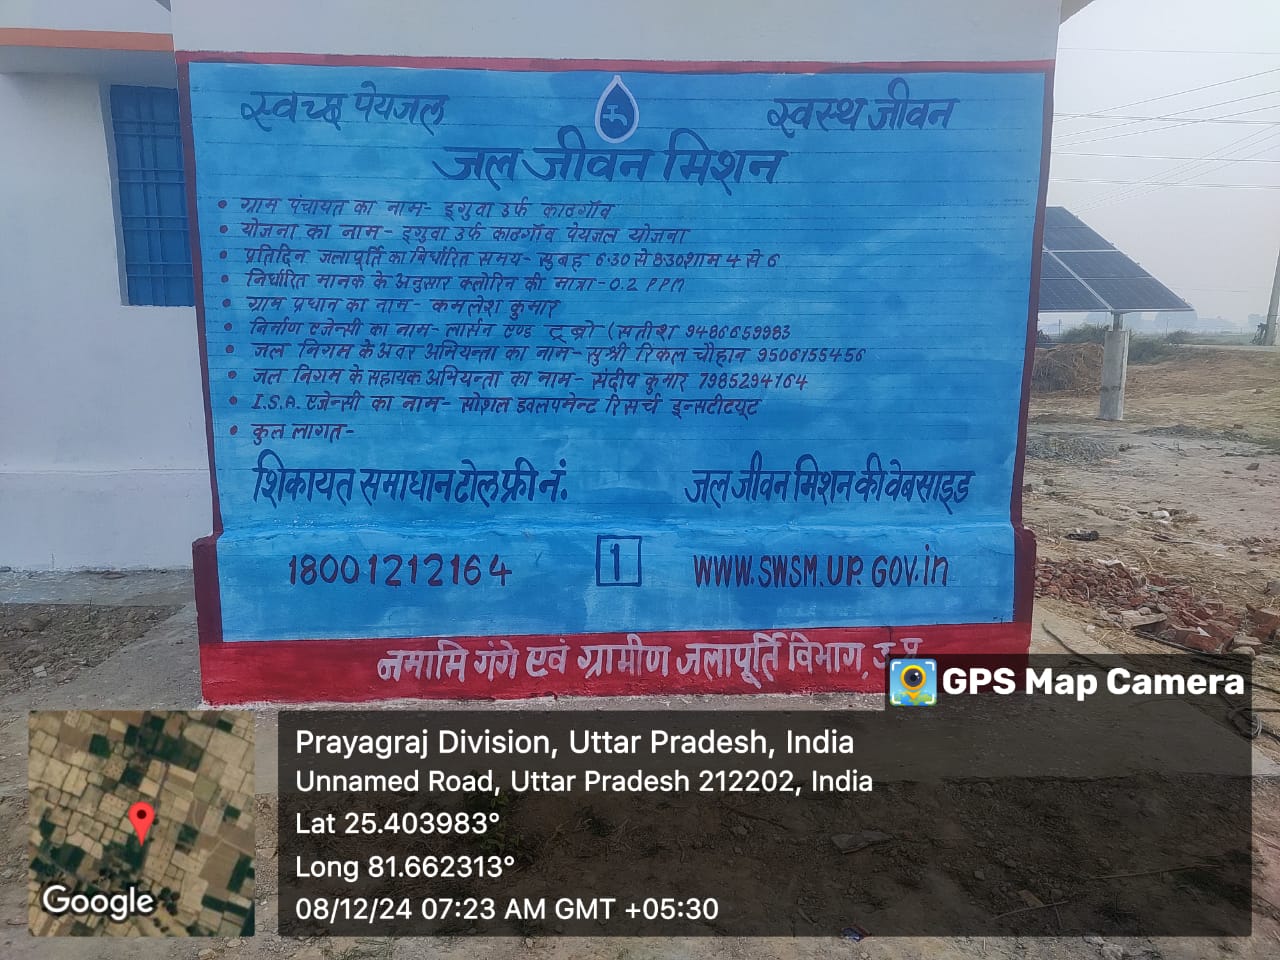 स्वच्छ पेयजल
स्वस्थ जीवन
जल जीवन मिशन
• ग्राम पंचायत का नाम- इगुवा उर्फ काठगाँव
• योजना का नाम- इगुवा उर्फ काठगाँव पेयजल योजना
• प्रतिदिन जलापूर्ति का निर्धारित समय- सुबह 6.30 से 8.30 शाम 4 से 6
• निर्धारित मानक के अनुसार क्लोरिन की मात्रा-0.2 PPM
• ग्राम प्रधान का नाम - कमलेश कुमार
• निर्माण एजेन्सी का नाम- लार्सन एण्ड टूब्रो (सतीश 9486659983
• जल निगम के अवर अभियन्ता का नाम- सुश्री रिकल चौहान 9506155456
• जल निगम के सहायक अभियन्ता का नाम- संदीप कुमार 7985294164
• I.S.A. एजेन्सी का नाम- सोशल डवलपमेन्ट रिसर्च इन्सटीटयूट
• कुल लागत-
शिकायत समाधान टोल फ्री नं.
जल जीवन मिशन की वेबसाइड
18001212164
1
WWW.SWSM.UP.GOV.in
नमामि गंगे एवं ग्रामीण जलापूर्ति विभाग, उ.प्र.
GPS Map Camera
Prayagraj Division, Uttar Pradesh, India
Unnamed Road, Uttar Pradesh 212202, India
Lat 25.403983°
Long 81.662313°
08/12/24 07:23 AM GMT +05:30
Google